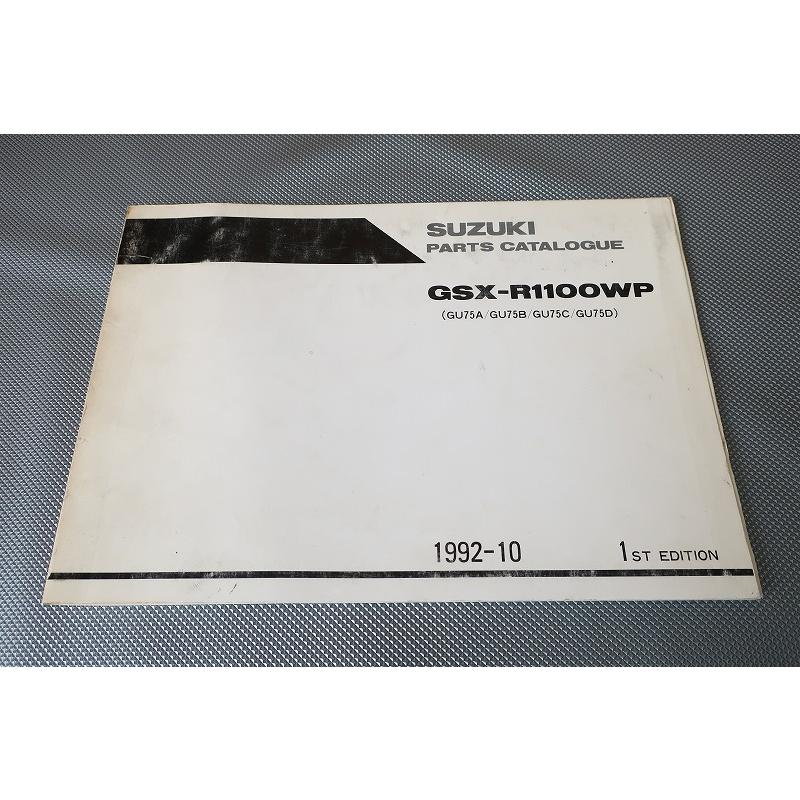 SUZUKI
PARTS CATALOGUE
GSX-R1100WP
(GU75A/GU75B/GU75C/GU75D)
1992-10 1ST EDITION